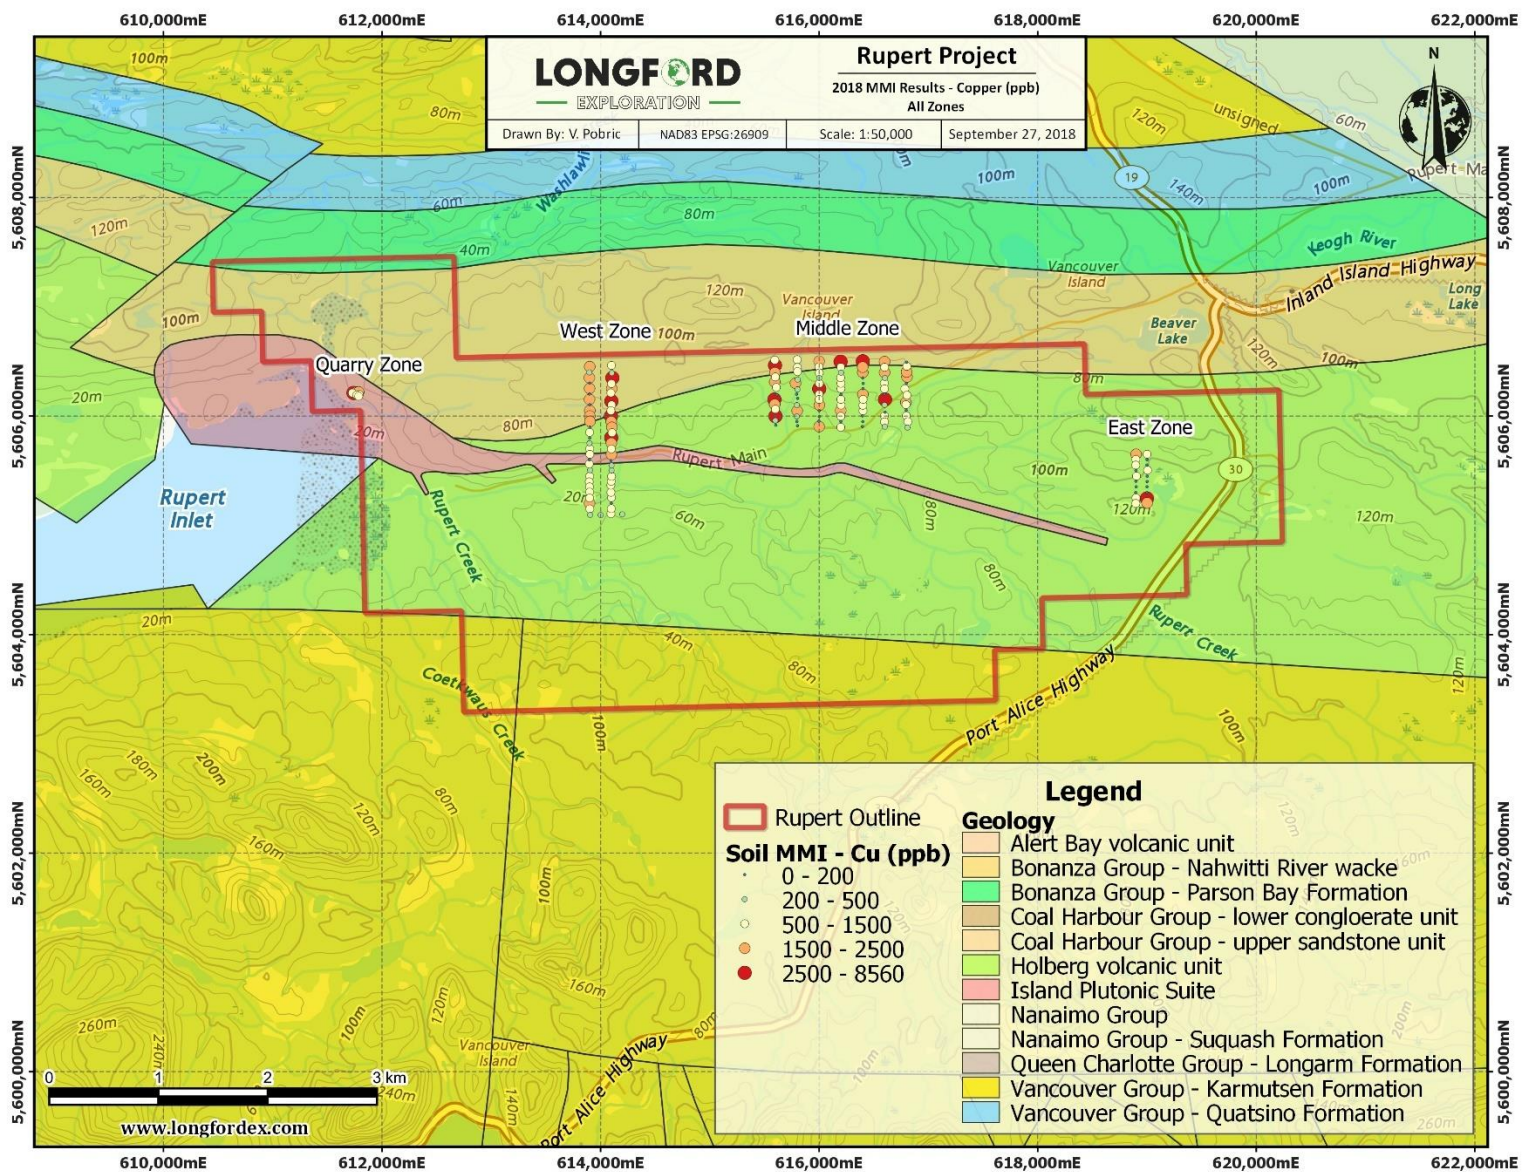 610,000mE 612,000mE 614,000mE 616,000mE 618,000mE 620,000mE 622,000mE
LONGFORD
EXPLORATION
Rupert Project
2018 MMI Results - Copper (ppb)
All Zones
Drawn By: V. Pobric
NAD83 EPSG:26909
Scale: 1:50,000
September 27, 2018
N
100m
80m
120m
unsigned
60m
100m
19
140m
100m
Rupert Ma
5,608,000mN
5,608,000mN
60m
120m
80m
40m
Keogh River
Inland Island Highway
Vancouver
Island
Long
Lake
120m
Vancouver
Island
100m
West Zone
100m
Middle Zone
Beaver
Lake
120m
100m
Quarry Zone
80m
20m
5,606,000mN
5,606,000mN
20m
80m
East Zone
Rupert Main
100m
30
Rupert
Inlet
20m
60m
80m
120m
120m
Rupert Creek
80m
Rupert Creek
5,604,000mN
5,604,000mN
20m
40m
80m
120m
Coetkwaus Creek
Port Alice Highway
100m
100m
180m
200m
160m
80m
120m
160m
5,602,000mN
5,602,000mN
100m
160m
260m
240m
100m
120m
80m
Vancouver
Island
Port Alice Highway
5,600,000mN
5,600,000mN
240m
140m
Legend
Rupert Outline
Soil MMI - Cu (ppb)
0 - 200
200 - 500
500 - 1500
1500 - 2500
2500 - 8560
Geology
Alert Bay volcanic unit
Bonanza Group - Nahwitti River wacke
Bonanza Group - Parson Bay Formation
Coal Harbour Group - lower congloerate unit
Coal Harbour Group - upper sandstone unit
Holberg volcanic unit
Island Plutonic Suite
Nanaimo Group
Nanaimo Group - Suquash Formation
Queen Charlotte Group - Longarm Formation
Vancouver Group - Karmutsen Formation
Vancouver Group - Quatsino Formation
120m
160m
120m
100m
200m
260m
0 1 2 3 km
www.longfordex.com
610,000mE 612,000mE 614,000mE 616,000mE 618,000mE 620,000mE 622,000mE